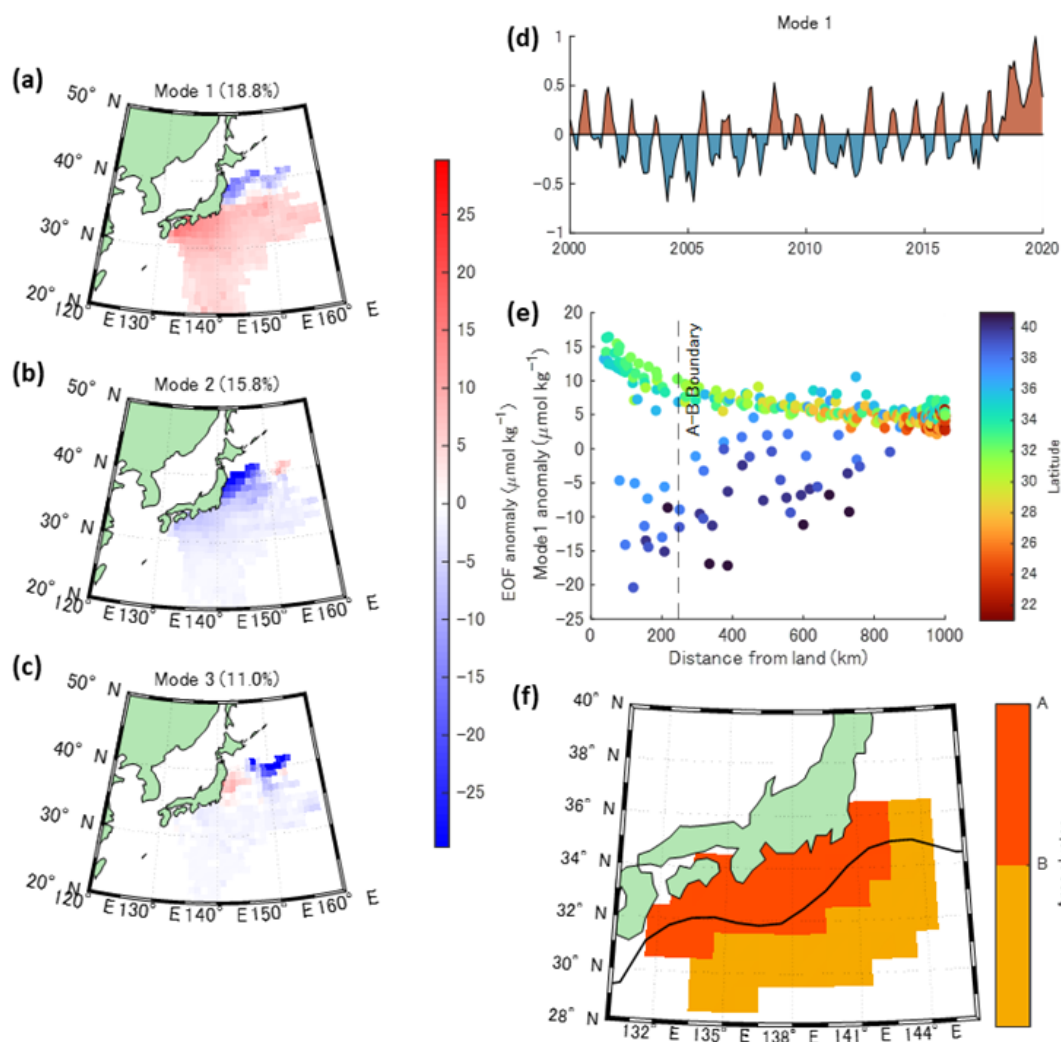 (a)
Mode 1 (18.8%)
50° N
40° N
30° N
20° N
120° E 130° E 140° E 150° E 160° E
(b)
Mode 2 (15.8%)
50° N
40° N
30° N
20° N
120° E 130° E 140° E 150° E 160° E
(c)
Mode 3 (11.0%)
50° N
40° N
30° N
20° N
120° E 130° E 140° E 150° E 160° E
25
20
15
10
5
0
−5
−10
−15
−20
−25
EOF anomaly (μmol kg−1)
(d)
Mode 1
1
0.5
0
−0.5
−1
2000 2005 2010 2015 2020
(e)
20
15
10
5
0
−5
−10
−15
−20
−25
Mode1 anomaly (μmol kg−1)
A−B Boundary
0 200 400 600 800 1000
Distance from land (km)
40
38
36
34
32
30
28
26
24
22
Latitude
(f)
40° N
38° N
36° N
34° N
32° N
30° N
28° N
132° E 135° E 138° E 141° E 144° E
A
B